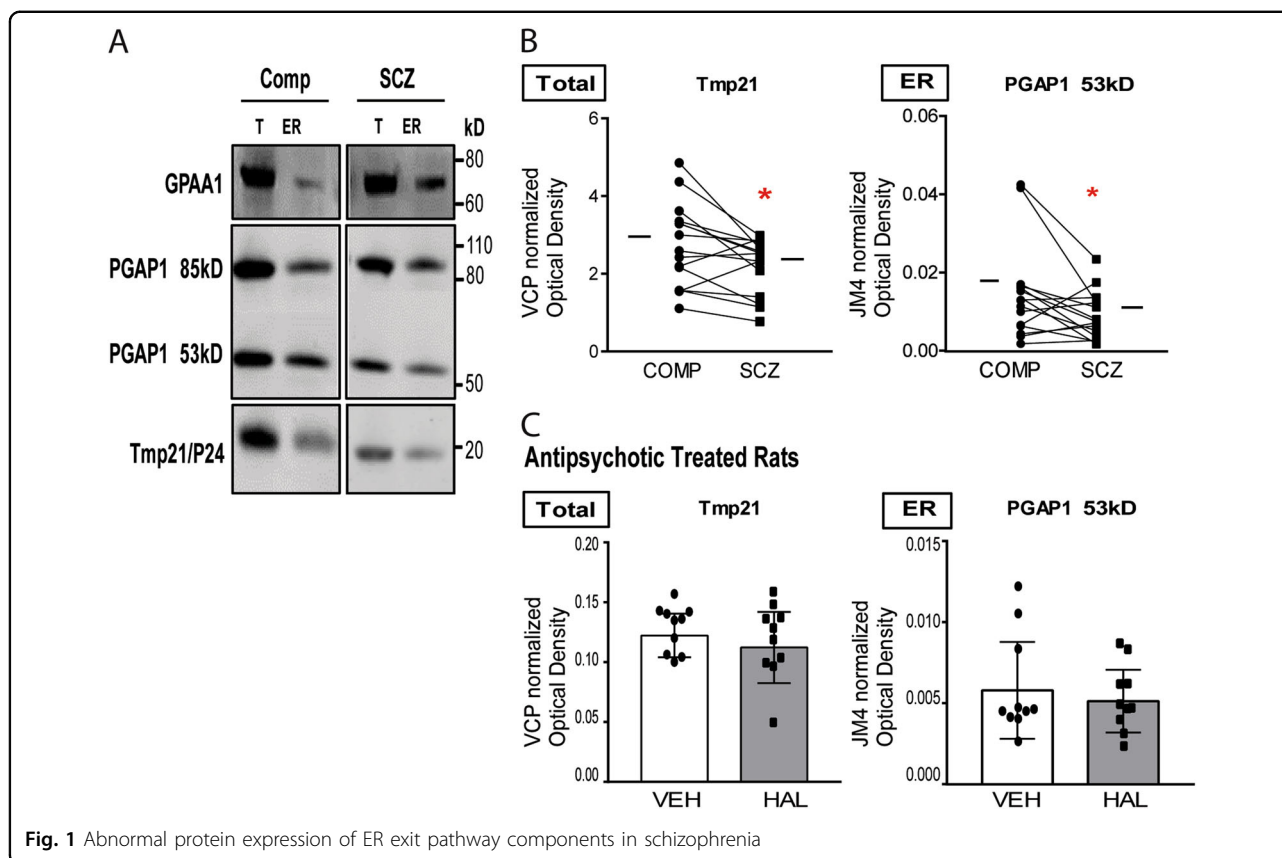 A
Comp SCZ
T ER T ER kD
GPAA1
80
60
PGAP1 85kD
110
80
PGAP1 53kD
50
Tmp21/P24
20
B
Total Tmp21
VCP normalized
Optical Density
6
4
2
0
COMP SCZ
*
ER PGAP1 53kD
JM4 normalized
Optical Density
0.06
0.04
0.02
0.00
COMP SCZ
*
C
Antipsychotic Treated Rats
Total Tmp21
VCP normalized
Optical Density
0.20
0.15
0.10
0.05
0.00
VEH HAL
ER PGAP1 53kD
JM4 normalized
Optical Density
0.015
0.010
0.005
0.000
VEH HAL
Fig. 1 Abnormal protein expression of ER exit pathway components in schizophrenia